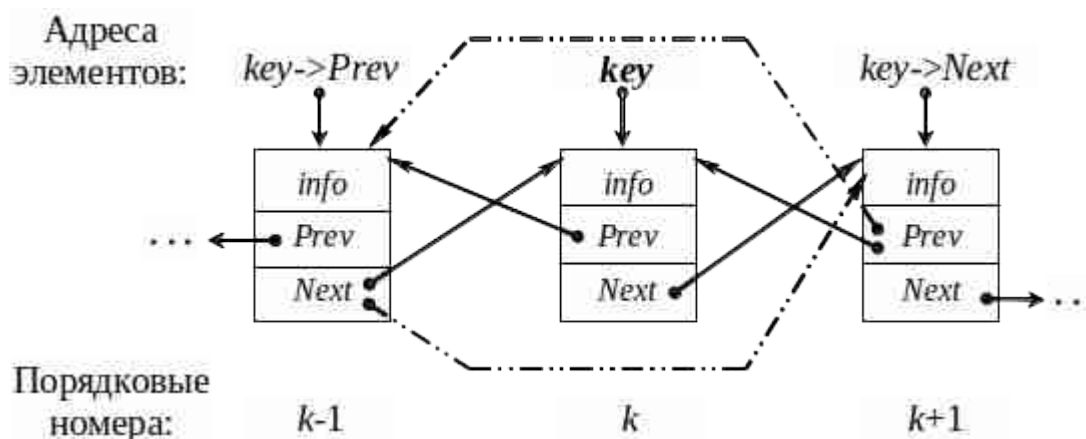 Адреса
элементов:
key->Prev
key
key->Next
info
info
info
. . .
Prev
Prev
Prev
Next
Next
Next
. . .
Порядковые
номера:
k-1
k
k+1